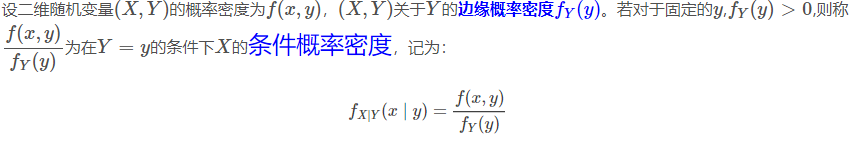 设二维随机变量(X, Y)的概率密度为f(x, y)，(X, Y)关于Y的边缘概率密度f_Y(y)。若对于固定的y,f_Y(y) > 0,则称
\frac{f(x, y)}{f_Y(y)}为在Y = y的条件下X的条件概率密度，记为：
f_{X|Y}(x | y) = \frac{f(x, y)}{f_Y(y)}